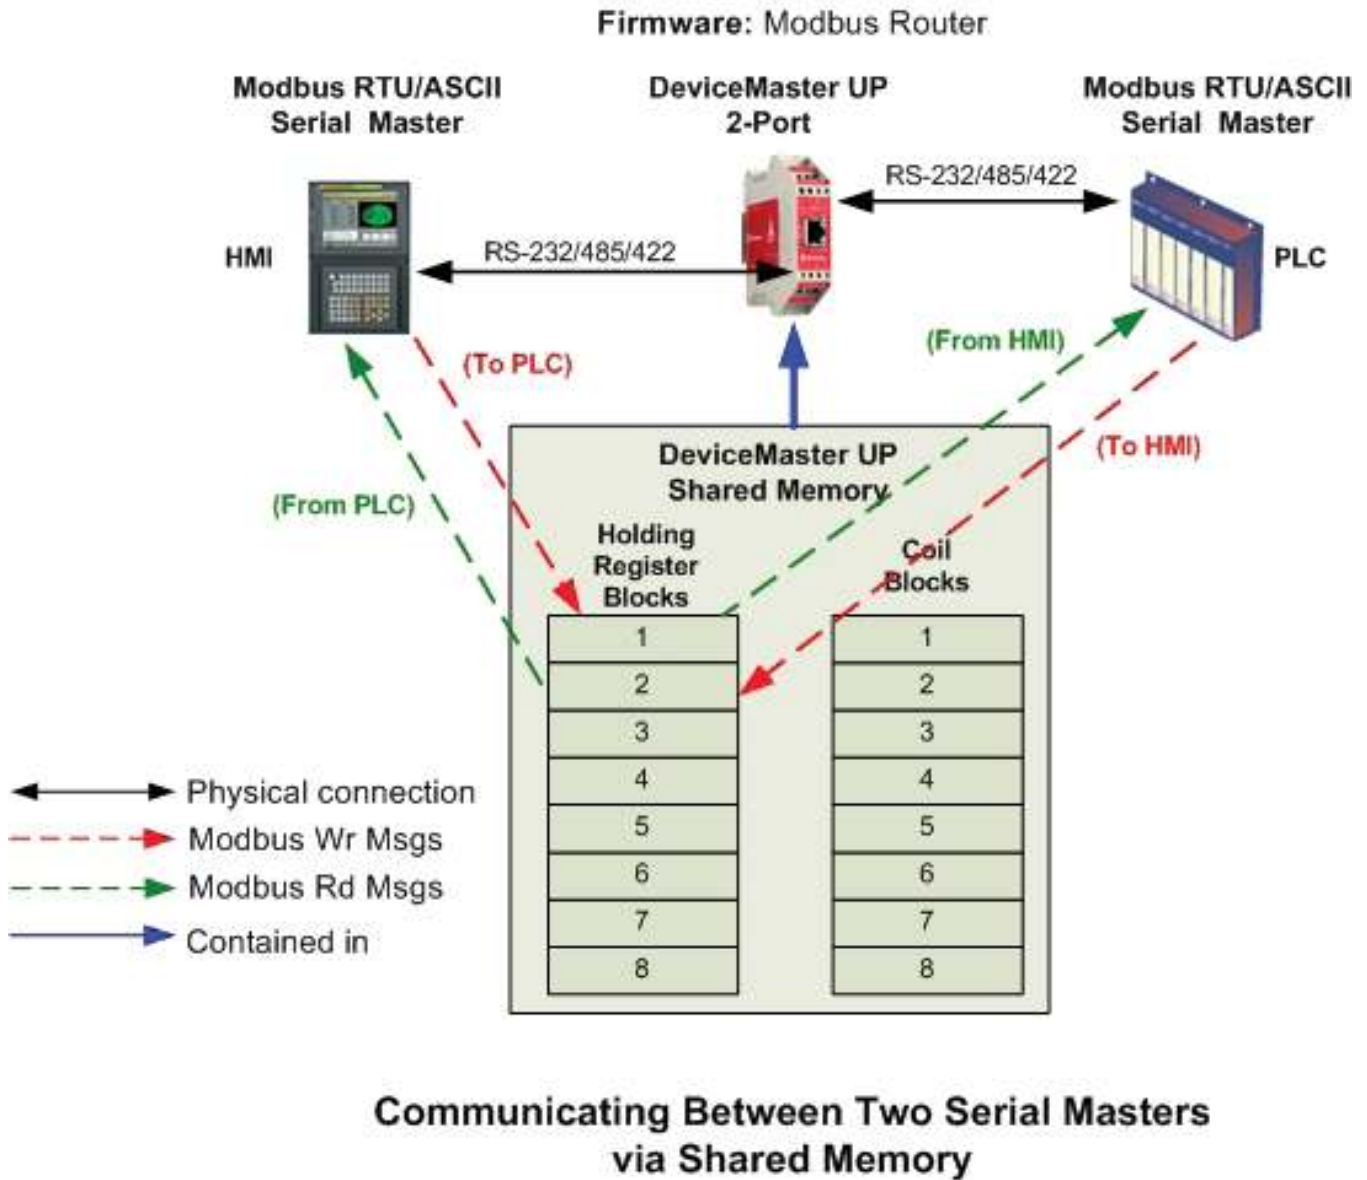 Firmware: Modbus Router
Modbus RTU/ASCII
Serial Master
DeviceMaster UP
2-Port
Modbus RTU/ASCII
Serial Master
RS-232/485/422
HMI
RS-232/485/422
PLC
(To PLC)
(From HMI)
(To HMI)
(From PLC)
DeviceMaster UP
Shared Memory
Holding
Register
Blocks
Coil
Blocks
1
2
3
4
5
6
7
8
1
2
3
4
5
6
7
8
Physical connection
Modbus Wr Msgs
Modbus Rd Msgs
Contained in
Communicating Between Two Serial Masters
via Shared Memory